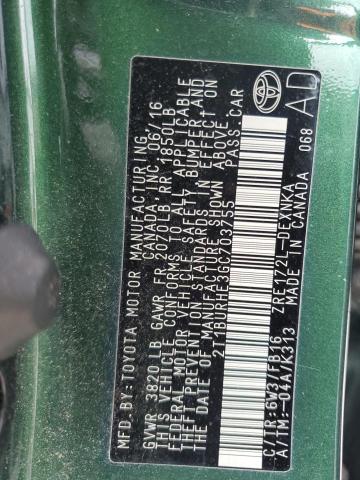 MFD. BY: TOYOTA MOTOR MANUFACTURING
CANADA, INC. 06/16
GVWR 3820LB GAWR FR 2020LB RR 1850LB
THIS VEHICLE CONFORMS TO ALL APPLICABLE
FEDERAL MOTOR VEHICLE SAFETY, BUMPER, AND
THEFT PREVENTION STANDARDS IN EFFECT ON
THE DATE OF MANUFACTURE SHOWN ABOVE.
2T1BURHE3GC703755 PASS. CAR
ZRE172L-DEXNKA
C/TR:6W3/FB16
A/TM:-04A/K313
MADE IN CANADA 068
AD